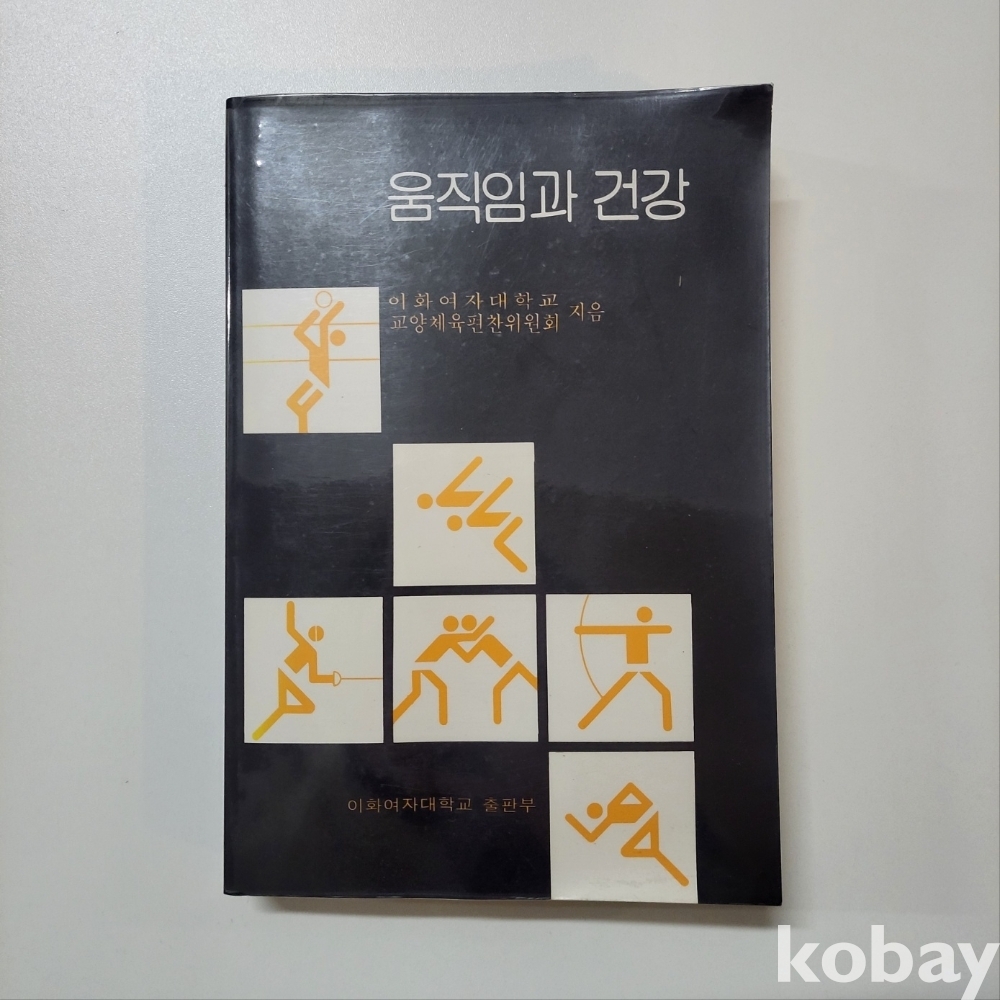 움직임과 건강
이화여자대학교
교양체육편찬위원회 지음
이화여자대학교 출판부
kobay